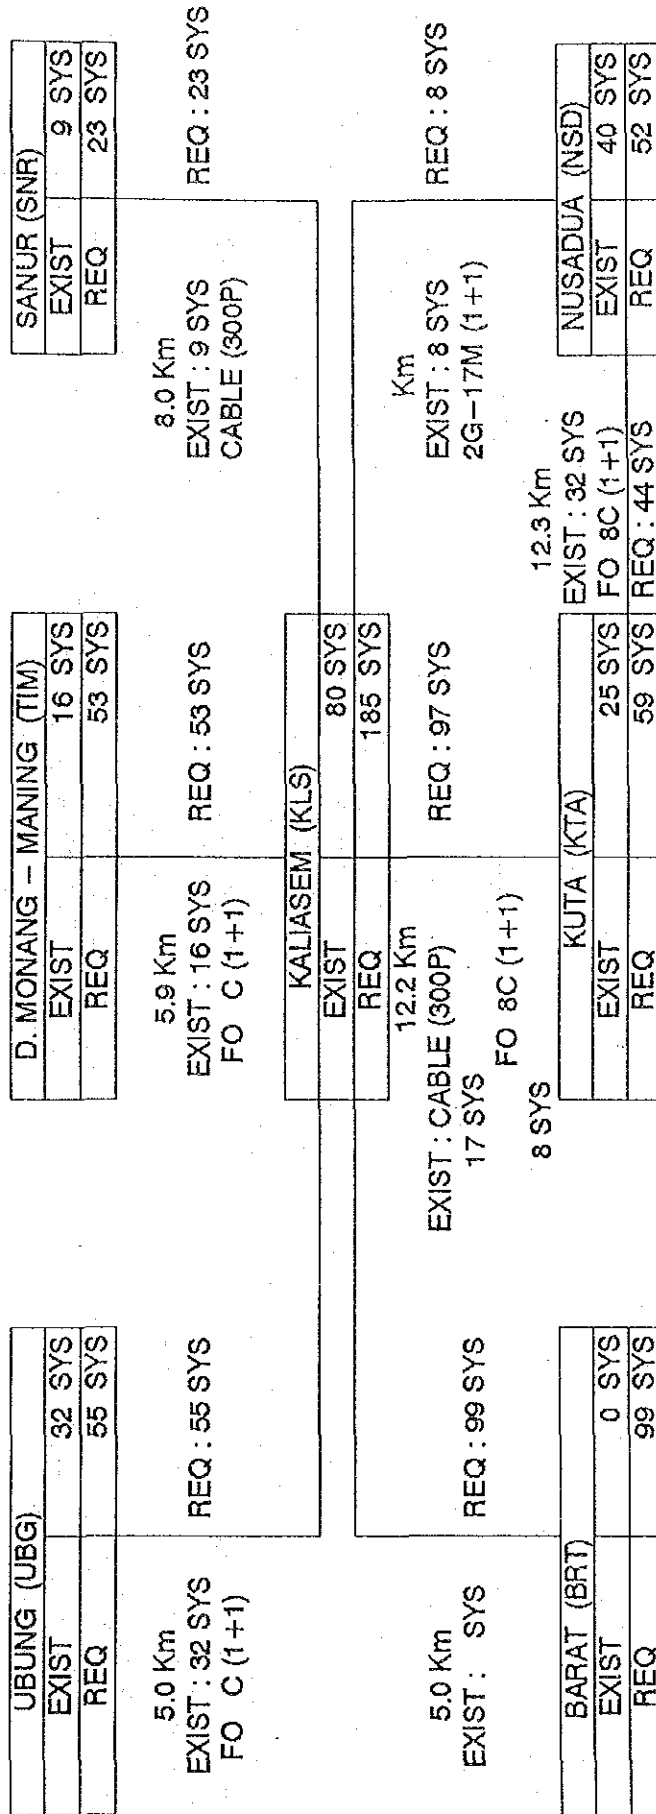 UBUNG (UBG)
EXIST 32 SYS
REQ 55 SYS
5.0 Km
EXIST : 32 SYS
FO C (1+1)
REQ : 55 SYS
D. MONANG – MANING (TIM)
EXIST 16 SYS
REQ 53 SYS
5.9 Km
EXIST : 16 SYS
FO C (1+1)
REQ : 53 SYS
SANUR (SNR)
EXIST 9 SYS
REQ 23 SYS
8.0 Km
EXIST : 9 SYS
CABLE (300P)
REQ : 23 SYS
KALIASEM (KLS)
EXIST 80 SYS
REQ 185 SYS
5.0 Km
EXIST : SYS
REQ : 99 SYS
12.2 Km
EXIST : CABLE (300P)
17 SYS
FO 8C (1+1)
8 SYS
REQ : 97 SYS
Km
EXIST : 8 SYS
2G–17M (1+1)
REQ : 8 SYS
BARAT (BRT)
EXIST 0 SYS
REQ 99 SYS
KUTA (KTA)
EXIST 25 SYS
REQ 59 SYS
12.3 Km
EXIST : 32 SYS
FO 8C (1+1)
REQ : 44 SYS
NUSADUA (NSD)
EXIST 40 SYS
REQ 52 SYS